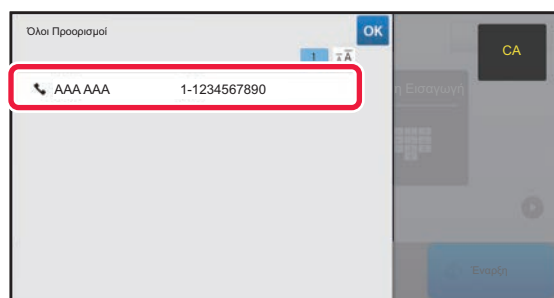 Όλοι Προορισμοί
OK
CA
1
AAA AAA 1-1234567890
η Εισαγωγή
Έναρξη